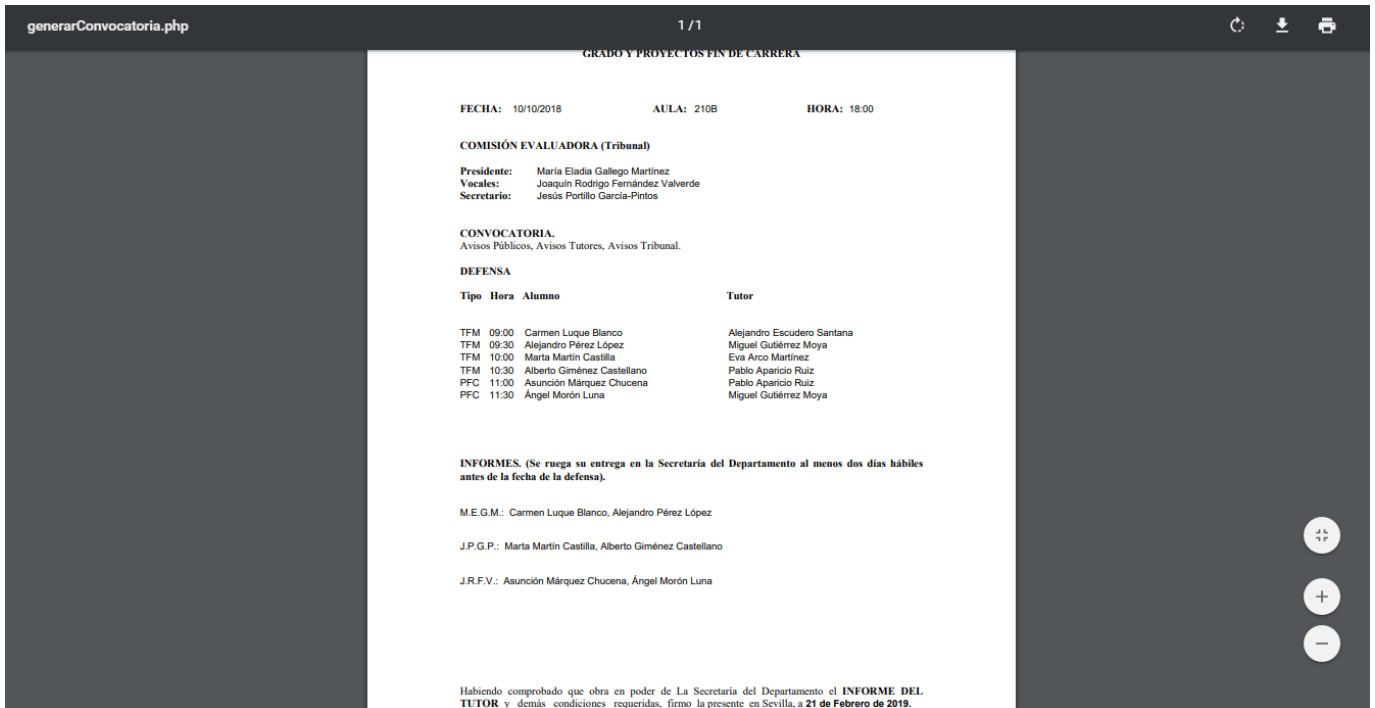 generarConvocatoria.php 1 / 1
GRADO Y PROYECTOS FIN DE CARRERA
FECHA: 10/10/2018 AULA: 210B HORA: 18:00
COMISIÓN EVALUADORA (Tribunal)
Presidente: María Eladia Gallego Martínez
Vocales: Joaquín Rodrigo Fernández Valverde
Secretario: Jesús Portillo García-Pintos
CONVOCATORIA.
Avisos Públicos, Avisos Tutores, Avisos Tribunal.
DEFENSA
Tipo Hora Alumno Tutor
TFM 09:00 Carmen Luque Blanco Alejandro Escudero Santana
TFM 09:30 Alejandro Pérez López Miguel Gutiérrez Moya
TFM 10:00 Marta Martín Castilla Eva Arco Martínez
TFM 10:30 Alberto Giménez Castellano Pablo Aparicio Ruiz
PFC 11:00 Asunción Márquez Chucena Pablo Aparicio Ruiz
PFC 11:30 Ángel Morón Luna Miguel Gutiérrez Moya
INFORMES. (Se ruega su entrega en la Secretaría del Departamento al menos dos días hábiles
antes de la fecha de la defensa).
M.E.G.M.: Carmen Luque Blanco, Alejandro Pérez López
J.P.G.P.: Marta Martín Castilla, Alberto Giménez Castellano
J.R.F.V.: Asunción Márquez Chucena, Ángel Morón Luna
Habiendo comprobado que obra en poder de La Secretaría del Departamento el INFORME DEL
TUTOR y demás condiciones requeridas, firmo la presente en Sevilla, a 21 de Febrero de 2019.